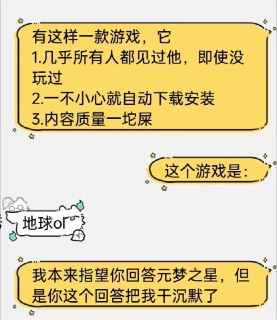 有这样一款游戏，它
1.几乎所有人都见过他，即使没
玩过
2.一不小心就自动下载安装
3.内容质量一坨屎
这个游戏是：
地球ol
我本来指望你回答元梦之星，但
是你这个回答把我干沉默了